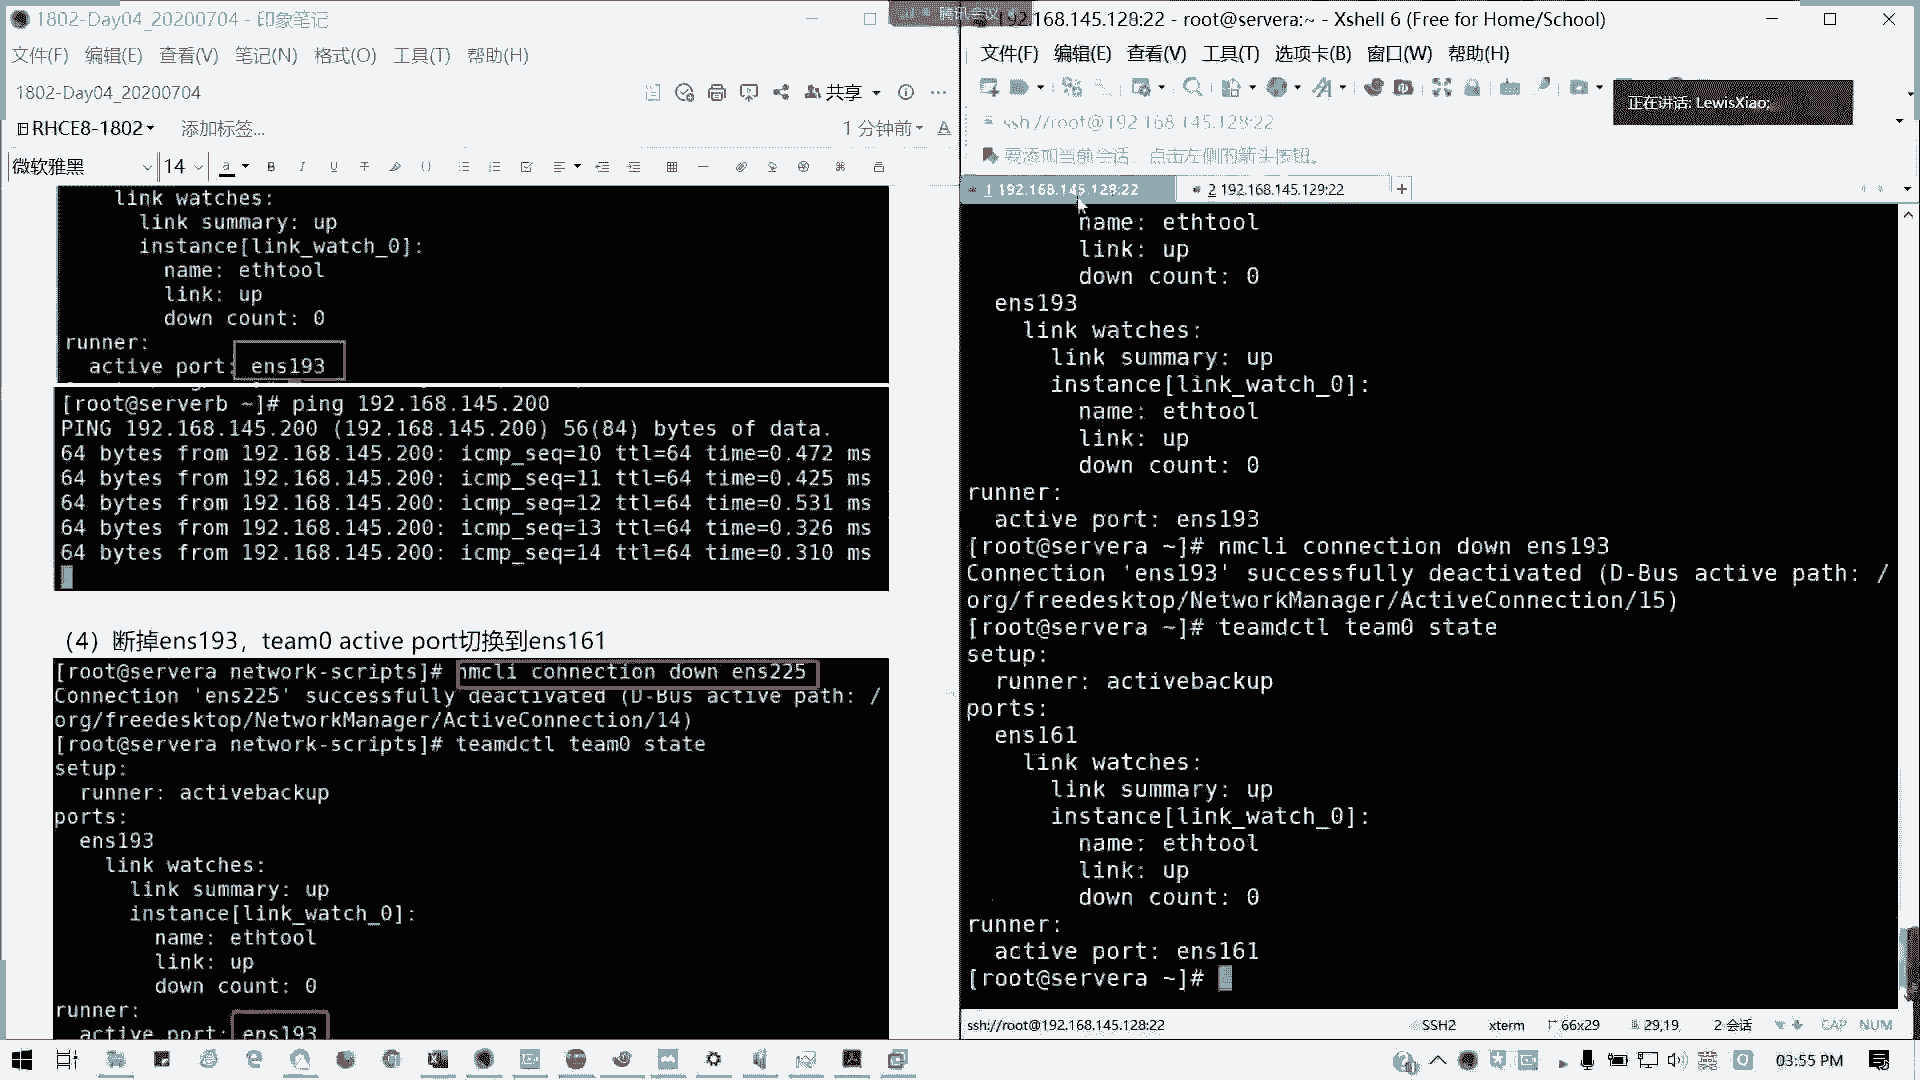 1802-Day04_20200704 - 印象笔记
文件(F) 编辑(E) 查看(V) 笔记(N) 格式(O) 工具(T) 帮助(H)
1802-Day04_20200704
共享
RHCE8-1802
添加标签...
1 分钟前
微软雅黑
14
link watches:
link summary: up
instance[link_watch_0]:
name: ethtool
link: up
down count: 0
runner:
active port: ens193
[root@serverb ~]# ping 192.168.145.200
PING 192.168.145.200 (192.168.145.200) 56(84) bytes of data.
64 bytes from 192.168.145.200: icmp_seq=10 ttl=64 time=0.472 ms
64 bytes from 192.168.145.200: icmp_seq=11 ttl=64 time=0.425 ms
64 bytes from 192.168.145.200: icmp_seq=12 ttl=64 time=0.531 ms
64 bytes from 192.168.145.200: icmp_seq=13 ttl=64 time=0.326 ms
64 bytes from 192.168.145.200: icmp_seq=14 ttl=64 time=0.310 ms
（4）断掉ens193，team0 active port切换到ens161
[root@servera network-scripts]# nmcli connection down ens225
Connection 'ens225' successfully deactivated (D-Bus active path: /
org/freedesktop/NetworkManager/ActiveConnection/14)
[root@servera network-scripts]# teamdctl team0 state
setup:
runner: activebackup
ports:
ens193
link watches:
link summary: up
instance[link_watch_0]:
name: ethtool
link: up
down count: 0
runner:
active port: ens193
腾讯会议
192.168.145.128:22 - root@servera:~ - Xshell 6 (Free for Home/School)
文件(F) 编辑(E) 查看(V) 工具(T) 选项卡(B) 窗口(W) 帮助(H)
正在讲话: LewisXiao;
ssh://root@192.168.145.128:22
要添加当前会话，点击左侧的箭头按钮。
1 192.168.145.128:22
2 192.168.145.129:22
name: ethtool
link: up
down count: 0
ens193
link watches:
link summary: up
instance[link_watch_0]:
name: ethtool
link: up
down count: 0
runner:
active port: ens193
[root@servera ~]# nmcli connection down ens193
Connection 'ens193' successfully deactivated (D-Bus active path: /
org/freedesktop/NetworkManager/ActiveConnection/15)
[root@servera ~]# teamdctl team0 state
setup:
runner: activebackup
ports:
ens161
link watches:
link summary: up
instance[link_watch_0]:
name: ethtool
link: up
down count: 0
runner:
active port: ens161
[root@servera ~]#
ssh://root@192.168.145.128:22
SSH2
xterm
66x29
29,19
2 会话
CAP
NUM
英
03:55 PM